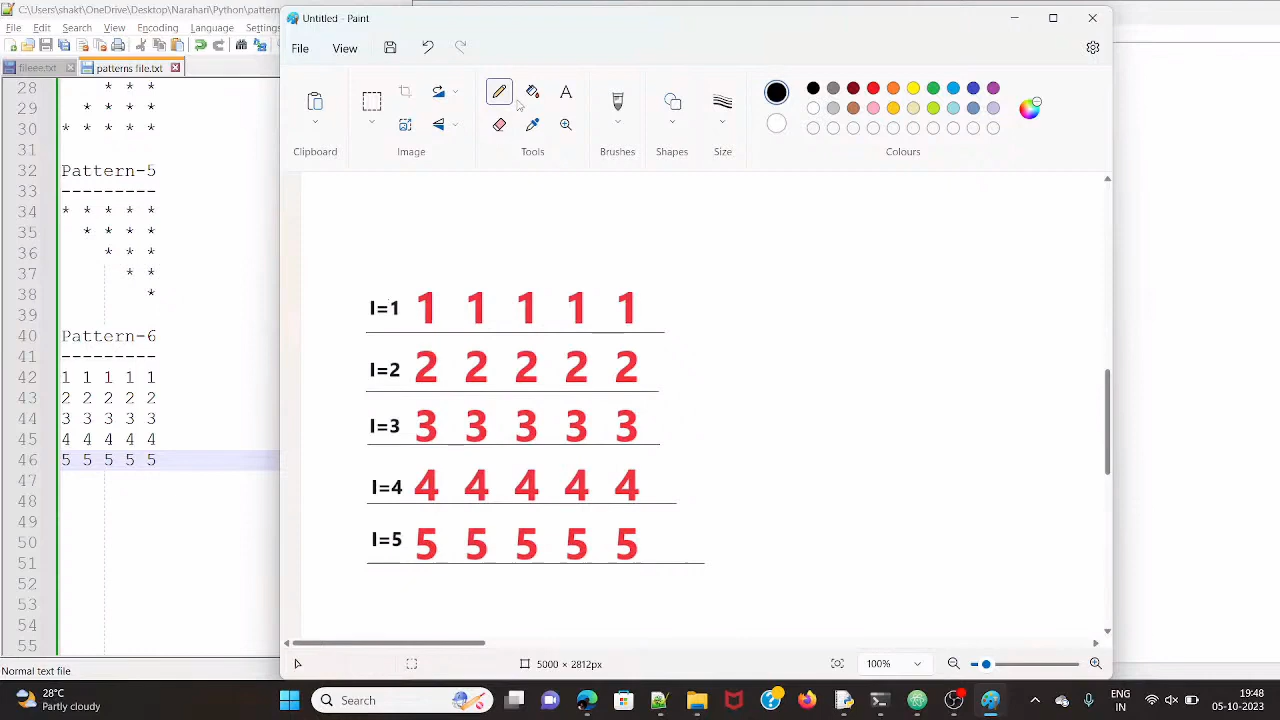 C:\Users\shakt\OneDrive\Desktop\Narahari\Python\pattern
File Edit Search View Encoding Language Settings
fileee.txt patterns file.txt
28 * * *
29 * * * *
30 * * * * *
31
32 Pattern-5
33 ---------
34 * * * * *
35 * * * *
36 * * *
37 * *
38 *
39
40 Pattern-6
41 ---------
42 1 1 1 1 1
43 2 2 2 2 2
44 3 3 3 3 3
45 4 4 4 4 4
46 5 5 5 5 5
47
48
49
50
51
52
53
54
55
Normal text file
Untitled - Paint
File View
Clipboard Image Tools Brushes Shapes Size Colours
I=1 1 1 1 1 1
I=2 2 2 2 2 2
I=3 3 3 3 3 3
I=4 4 4 4 4 4
I=5 5 5 5 5 5
5000 × 2812px 100%
28°C
Partly cloudy
Search
ENG
IN
19:48
05-10-2023